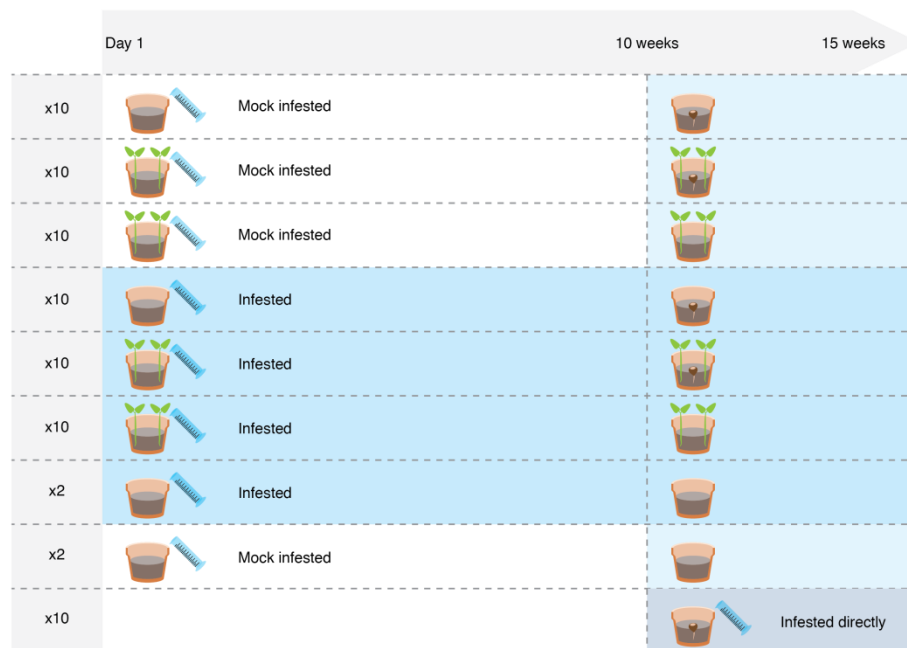 Day 1 10 weeks 15 weeks
x10 Mock infested
x10 Mock infested
x10 Mock infested
x10 Infested
x10 Infested
x10 Infested
x2 Infested
x2 Mock infested
x10 Infested directly